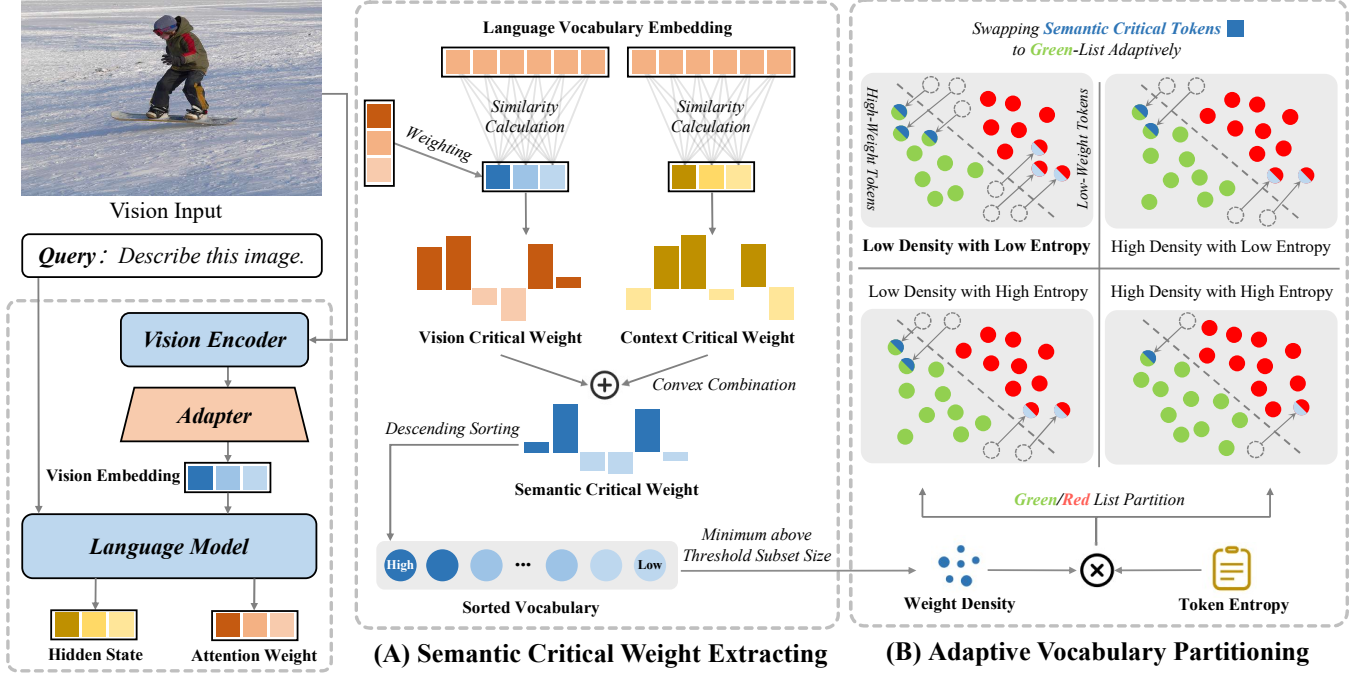 Vision Input
Query: Describe this image.
Vision Encoder
Adapter
Vision Embedding
Language Model
Hidden State
Attention Weight
Language Vocabulary Embedding
Similarity
Calculation
Similarity
Calculation
Weighting
Vision Critical Weight
Context Critical Weight
Convex Combination
Descending Sorting
Semantic Critical Weight
High
...
Low
Sorted Vocabulary
Minimum above
Threshold Subset Size
(A) Semantic Critical Weight Extracting
Swapping Semantic Critical Tokens
to Green-List Adaptively
High-Weight Tokens
Low-Weight Tokens
Low Density with Low Entropy
High Density with Low Entropy
Low Density with High Entropy
High Density with High Entropy
Green/Red List Partition
Weight Density
Token Entropy
(B) Adaptive Vocabulary Partitioning